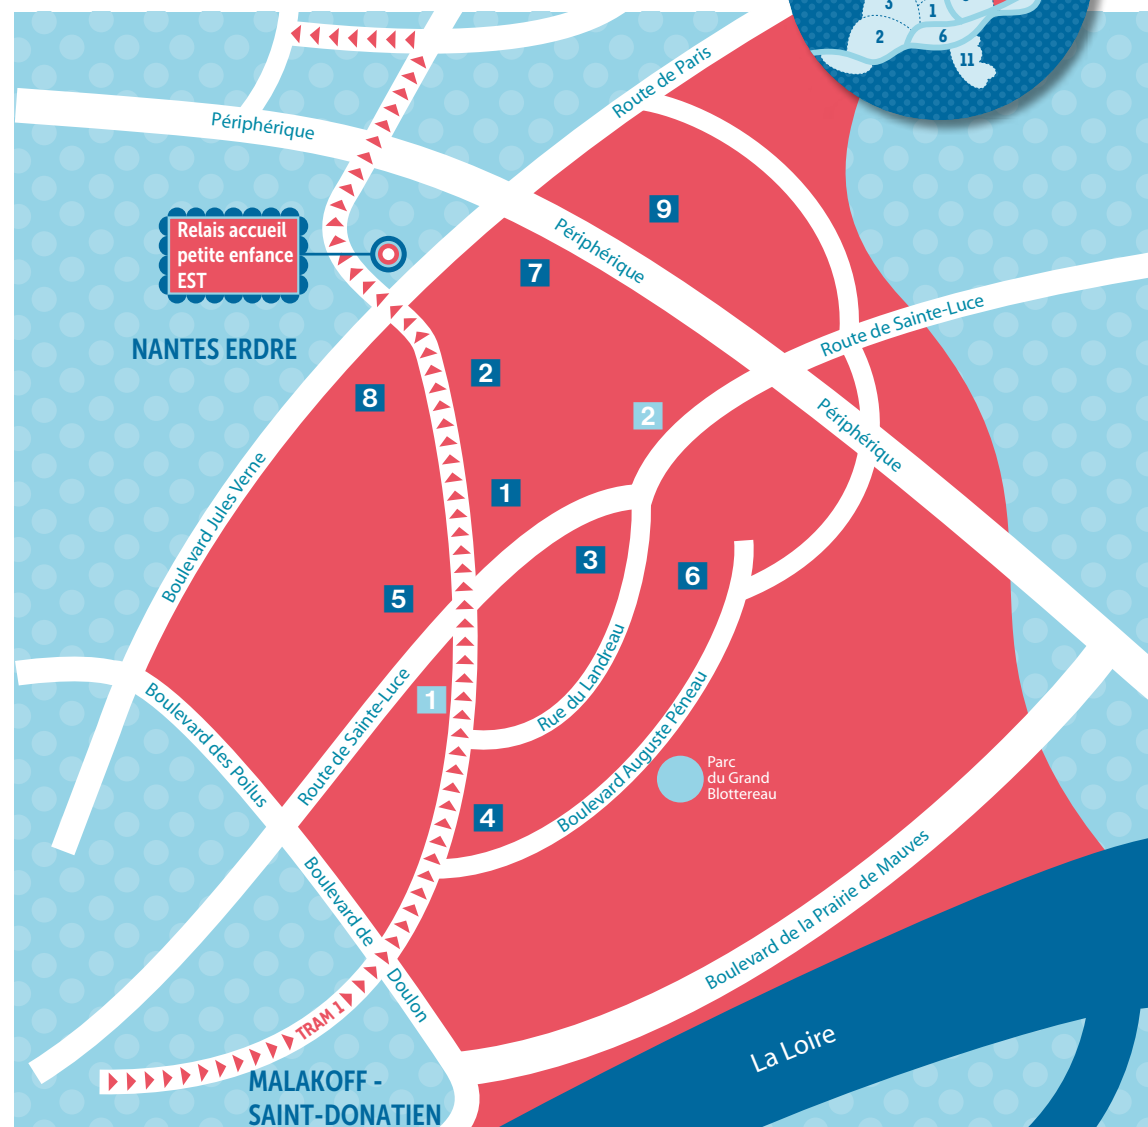 3
1
2
6
11
Route de Paris
Périphérique
9
Relais accueil
petite enfance
EST
Périphérique
7
Route de Sainte-Luce
NANTES ERDRE
2
8
2
Périphérique
1
Boulevard Jules Verne
3
6
5
Rue du Landreau
1
Route de Sainte-Luce
Boulevard des Poilus
Boulevard Auguste Péneau
Parc
du Grand
Blottereau
4
Boulevard de
Doulon
Boulevard de la Prairie de Mauves
TRAM 1
La Loire
MALAKOFF -
SAINT-DONATIEN